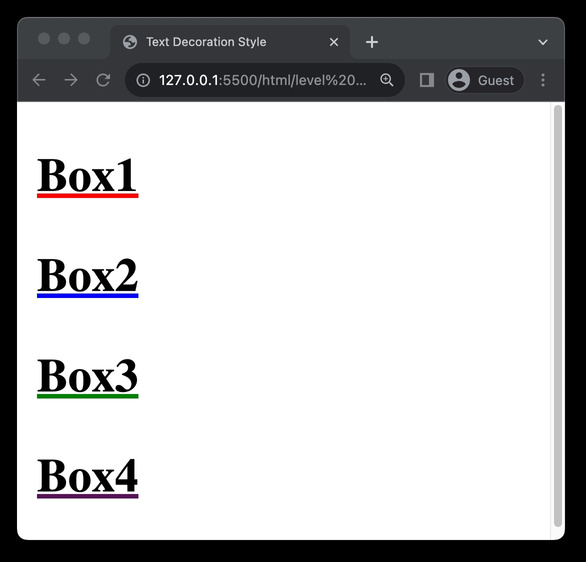 Text Decoration Style
127.0.0.1:5500/html/level%20...
Guest
Box1
Box2
Box3
Box4